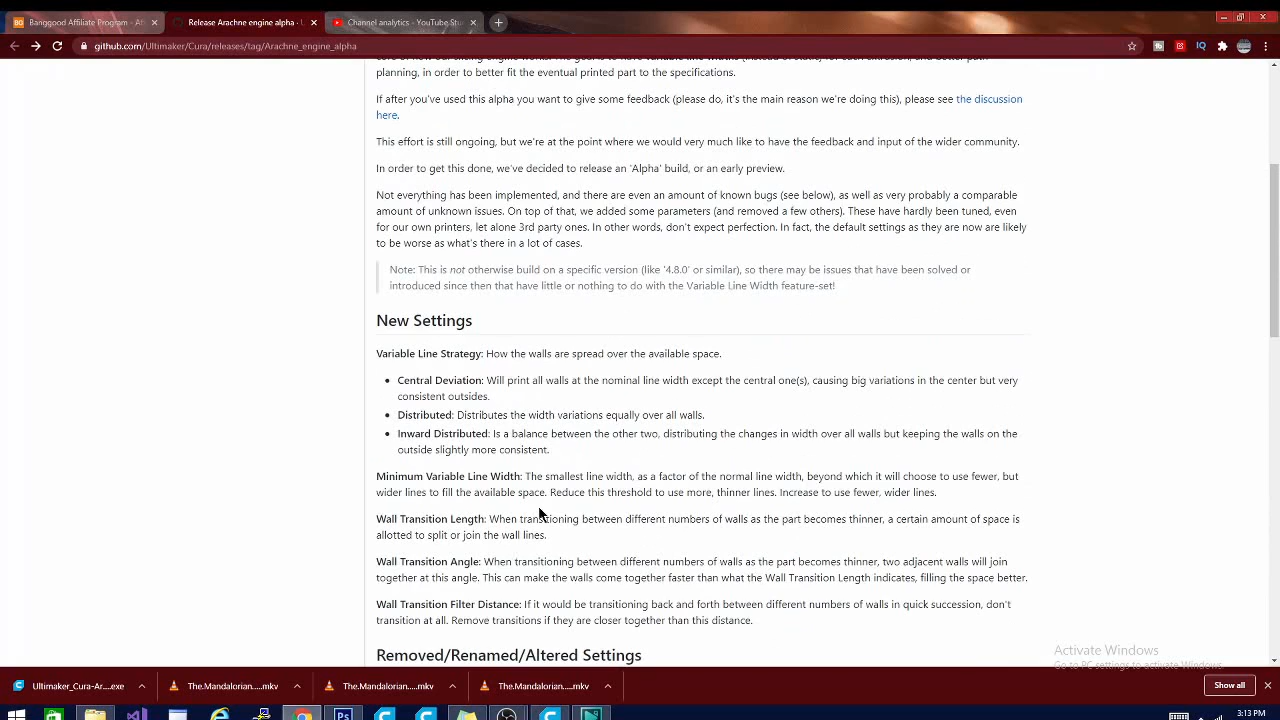 Banggood Affiliate Program - Aff
Release Arachne engine alpha · U
Channel analytics - YouTube Stu
github.com/Ultimaker/Cura/releases/tag/Arachne_engine_alpha
planning, in order to better fit the eventual printed part to the specifications.
If after you've used this alpha you want to give some feedback (please do, it's the main reason we're doing this), please see the discussion
here.
This effort is still ongoing, but we're at the point where we would very much like to have the feedback and input of the wider community.
In order to get this done, we've decided to release an 'Alpha' build, or an early preview.
Not everything has been implemented, and there are even an amount of known bugs (see below), as well as very probably a comparable
amount of unknown issues. On top of that, we added some parameters (and removed a few others). These have hardly been tuned, even
for our own printers, let alone 3rd party ones. In other words, don't expect perfection. In fact, the default settings as they are now are likely
to be worse as what's there in a lot of cases.
Note: This is not otherwise build on a specific version (like '4.8.0' or similar), so there may be issues that have been solved or
introduced since then that have little or nothing to do with the Variable Line Width feature-set!
New Settings
Variable Line Strategy: How the walls are spread over the available space.
• Central Deviation: Will print all walls at the nominal line width except the central one(s), causing big variations in the center but very
consistent outsides.
• Distributed: Distributes the width variations equally over all walls.
• Inward Distributed: Is a balance between the other two, distributing the changes in width over all walls but keeping the walls on the
outside slightly more consistent.
Minimum Variable Line Width: The smallest line width, as a factor of the normal line width, beyond which it will choose to use fewer, but
wider lines to fill the available space. Reduce this threshold to use more, thinner lines. Increase to use fewer, wider lines.
Wall Transition Length: When transitioning between different numbers of walls as the part becomes thinner, a certain amount of space is
allotted to split or join the wall lines.
Wall Transition Angle: When transitioning between different numbers of walls as the part becomes thinner, two adjacent walls will join
together at this angle. This can make the walls come together faster than what the Wall Transition Length indicates, filling the space better.
Wall Transition Filter Distance: If it would be transitioning back and forth between different numbers of walls in quick succession, don't
transition at all. Remove transitions if they are closer together than this distance.
Removed/Renamed/Altered Settings
Activate Windows
Go to PC settings to activate Windows.
Ultimaker_Cura-Ar....exe
The.Mandalorian.....mkv
The.Mandalorian.....mkv
The.Mandalorian.....mkv
Show all
3:13 PM